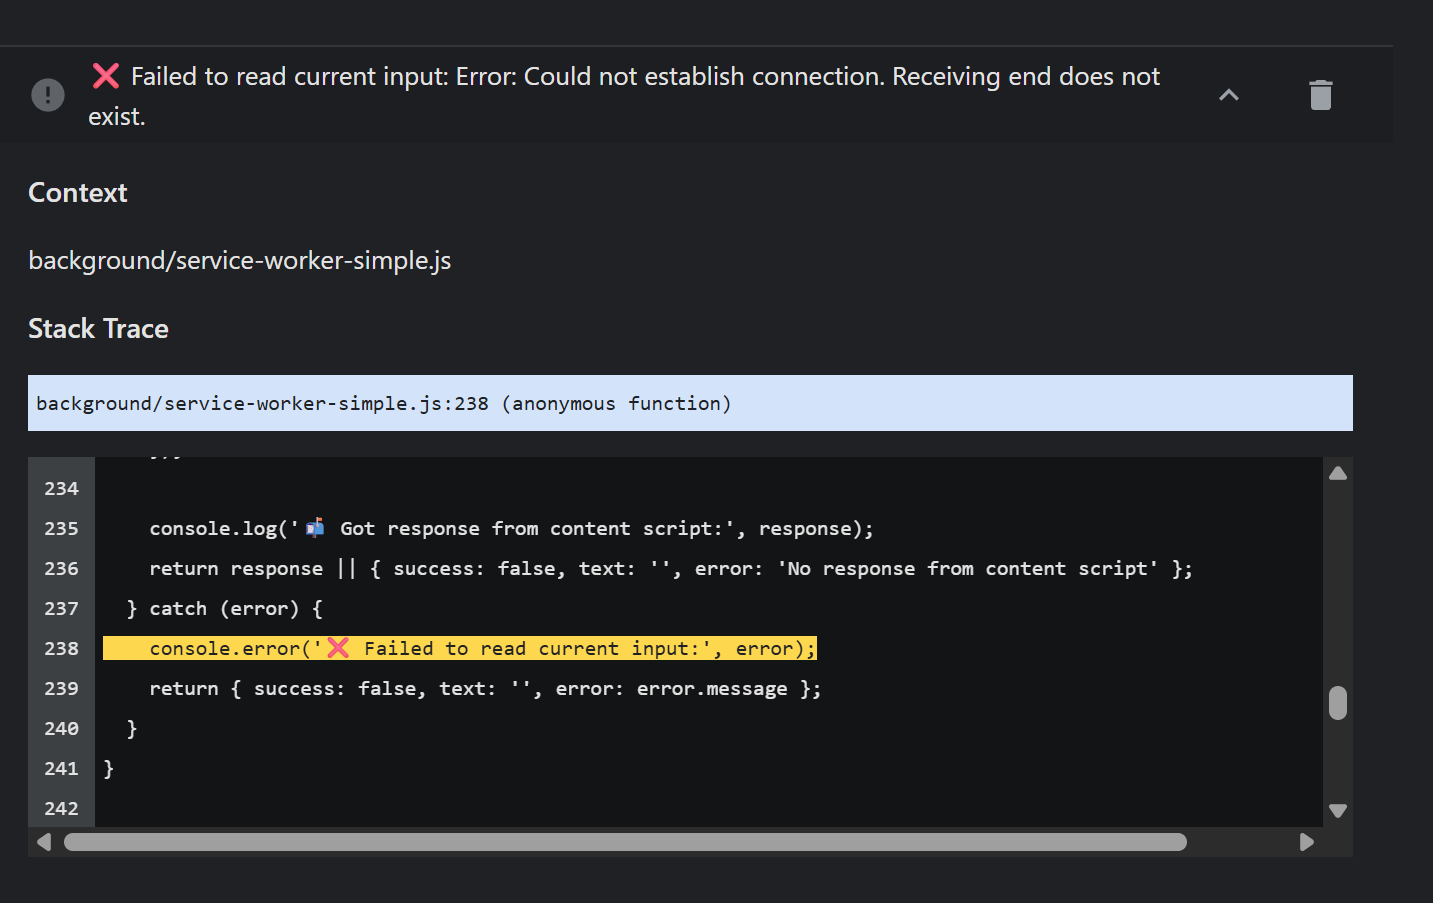 ❌ Failed to read current input: Error: Could not establish connection. Receiving end does not
exist.
Context
background/service-worker-simple.js
Stack Trace
background/service-worker-simple.js:238 (anonymous function)
234
235 console.log('📬 Got response from content script:', response);
236 return response || { success: false, text: '', error: 'No response from content script' };
237 } catch (error) {
238 console.error('❌ Failed to read current input:', error);
239 return { success: false, text: '', error: error.message };
240 }
241 }
242